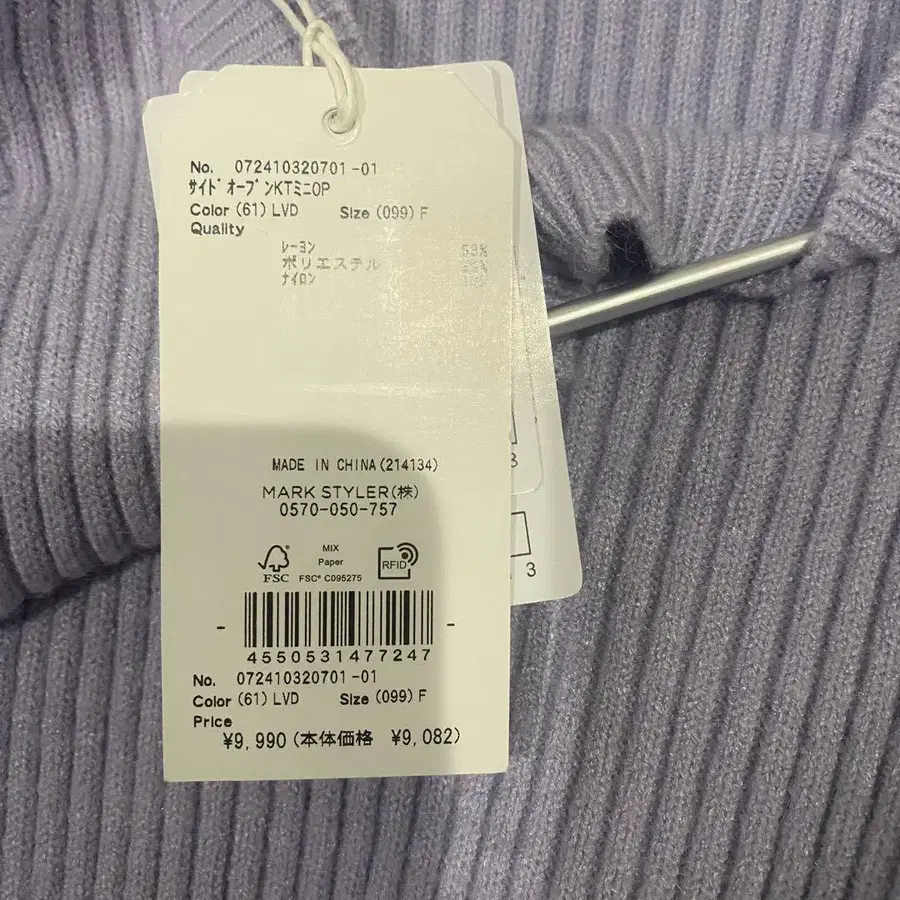 No. 072410320701-01
サイドオープンKTミニOP
Color (61) LVD Size (099) F
Quality
レーヨン 53%
ポリエステル
ナイロン
MADE IN CHINA(214134)
MARK STYLER(株)
0570-050-757
MIX
Paper
FSC
FSC® C095275
RFID
4550531477247
No. 072410320701-01
Color (61) LVD Size (099) F
Price
¥9,990(本体価格 ¥9,082)
3